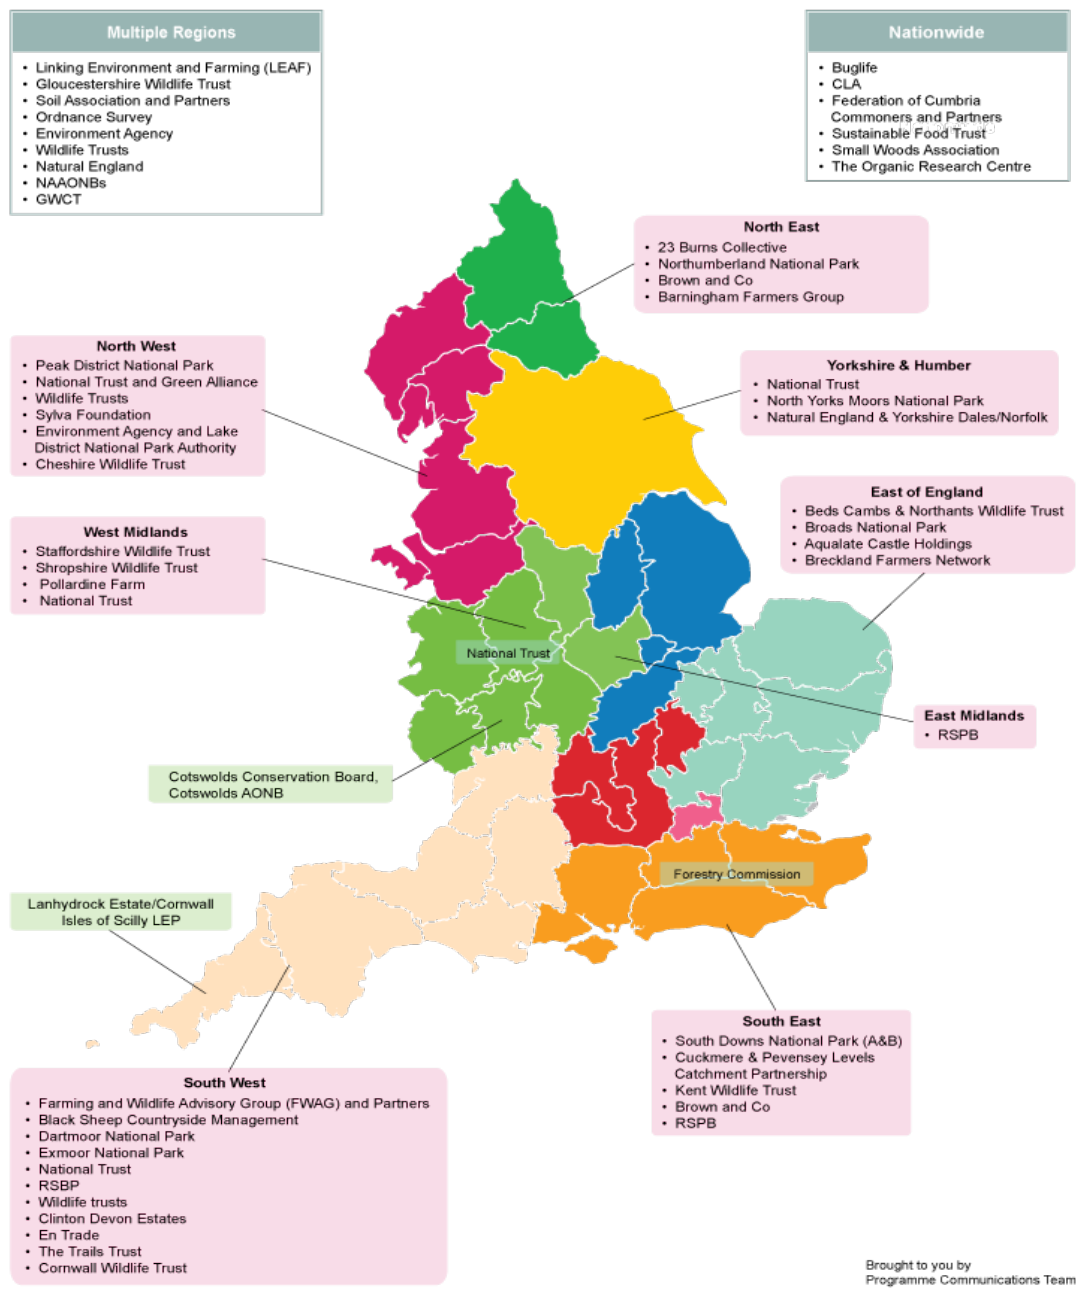 Multiple Regions
• Linking Environment and Farming (LEAF)
• Gloucestershire Wildlife Trust
• Soil Association and Partners
• Ordnance Survey
• Environment Agency
• Wildlife Trusts
• Natural England
• NAAONBs
• GWCT
Nationwide
• Buglife
• CLA
• Federation of Cumbria
Commoners and Partners
• Sustainable Food Trust
• Small Woods Association
• The Organic Research Centre
North East
• 23 Burns Collective
• Northumberland National Park
• Brown and Co
• Barningham Farmers Group
North West
• Peak District National Park
• National Trust and Green Alliance
• Wildlife Trusts
• Sylva Foundation
• Environment Agency and Lake
District National Park Authority
• Cheshire Wildlife Trust
Yorkshire & Humber
• National Trust
• North Yorks Moors National Park
• Natural England & Yorkshire Dales/Norfolk
East of England
• Beds Cambs & Northants Wildlife Trust
• Broads National Park
• Aqualate Castle Holdings
• Breckland Farmers Network
West Midlands
• Staffordshire Wildlife Trust
• Shropshire Wildlife Trust
• Pollardine Farm
• National Trust
National Trust
East Midlands
• RSPB
Cotswolds Conservation Board,
Cotswolds AONB
Forestry Commission
Lanhydrock Estate/Cornwall
Isles of Scilly LEP
South East
• South Downs National Park (A&B)
• Cuckmere & Pevensey Levels
Catchment Partnership
• Kent Wildlife Trust
• Brown and Co
• RSPB
South West
• Farming and Wildlife Advisory Group (FWAG) and Partners
• Black Sheep Countryside Management
• Dartmoor National Park
• Exmoor National Park
• National Trust
• RSBP
• Wildlife trusts
• Clinton Devon Estates
• En Trade
• The Trails Trust
• Cornwall Wildlife Trust
Brought to you by
Programme Communications Team